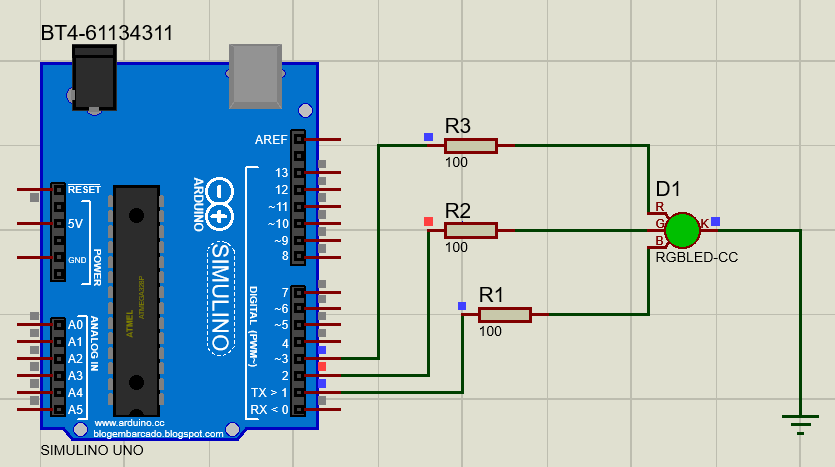 BT4-61134311
AREF
13
12
~11
~10
~9
8
7
~6
~5
4
~3
2
TX > 1
RX < 0
RESET
5V
GND
POWER
A0
A1
A2
A3
A4
A5
ANALOG IN
ARDUINO
SIMULINO
DIGITAL (PWM~)
ATMEL
ATMEGA328P
www.arduino.cc
blogembarcado.blogspot.com
SIMULINO UNO
R3
100
R2
100
R1
100
D1
R
G
B
K
RGBLED-CC